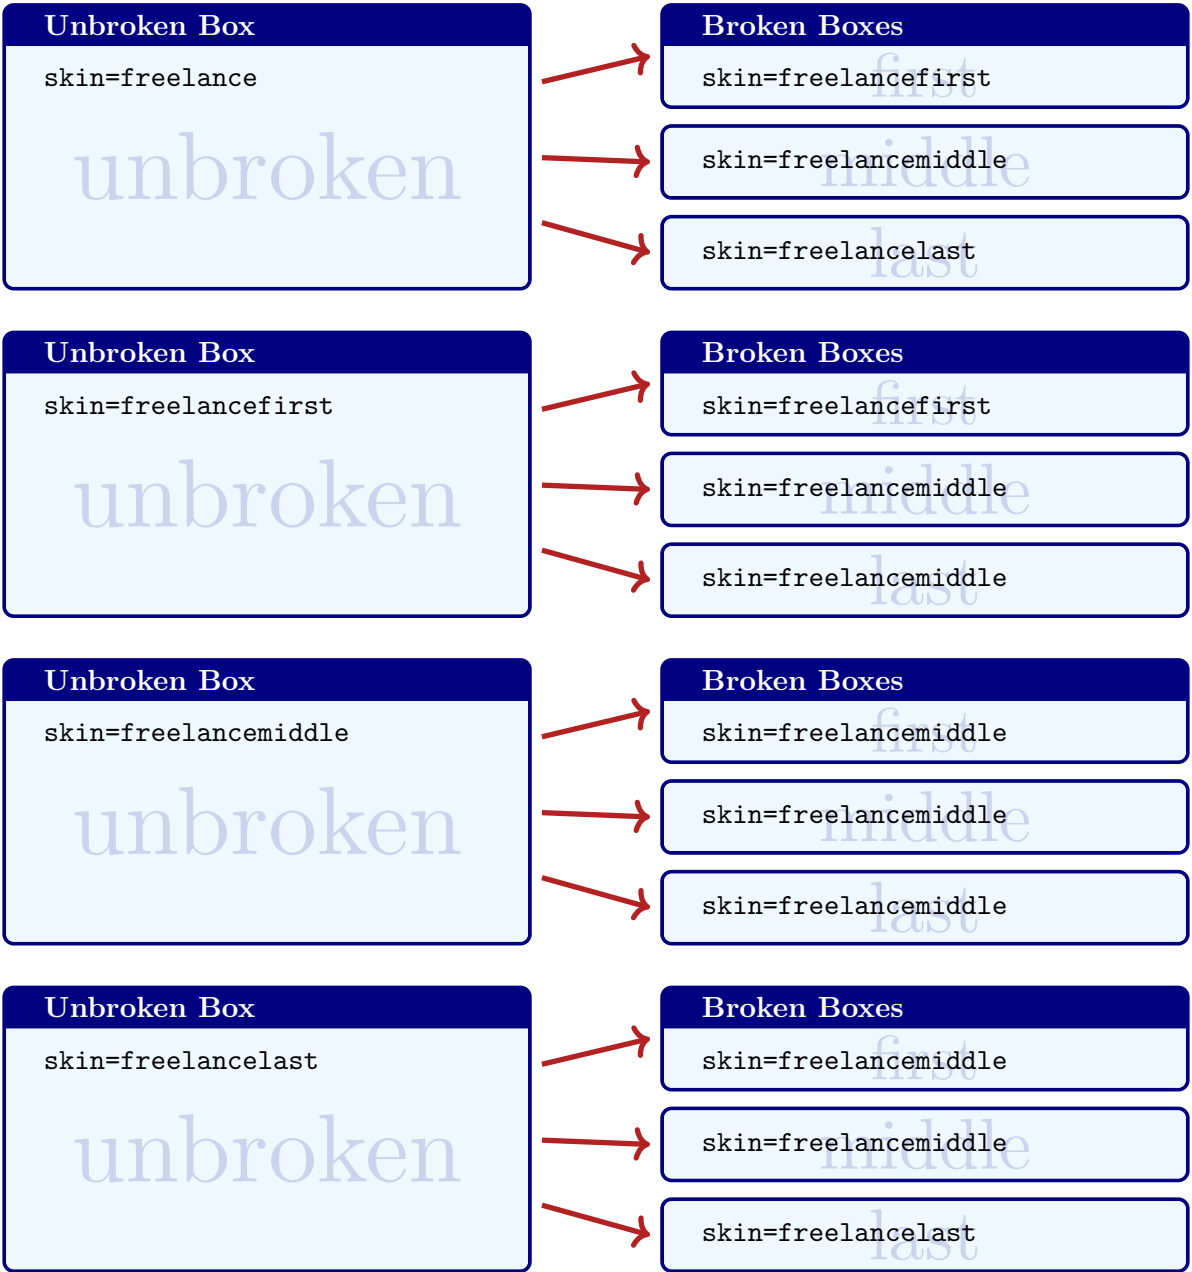 Unbroken Box
skin=freelance
unbroken
Broken Boxes
first
skin=freelancefirst
middle
skin=freelancemiddle
last
skin=freelancelast
Unbroken Box
skin=freelancefirst
unbroken
Broken Boxes
first
skin=freelancefirst
middle
skin=freelancemiddle
last
skin=freelancemiddle
Unbroken Box
skin=freelancemiddle
unbroken
Broken Boxes
first
skin=freelancemiddle
middle
skin=freelancemiddle
last
skin=freelancemiddle
Unbroken Box
skin=freelancelast
unbroken
Broken Boxes
first
skin=freelancemiddle
middle
skin=freelancemiddle
last
skin=freelancelast